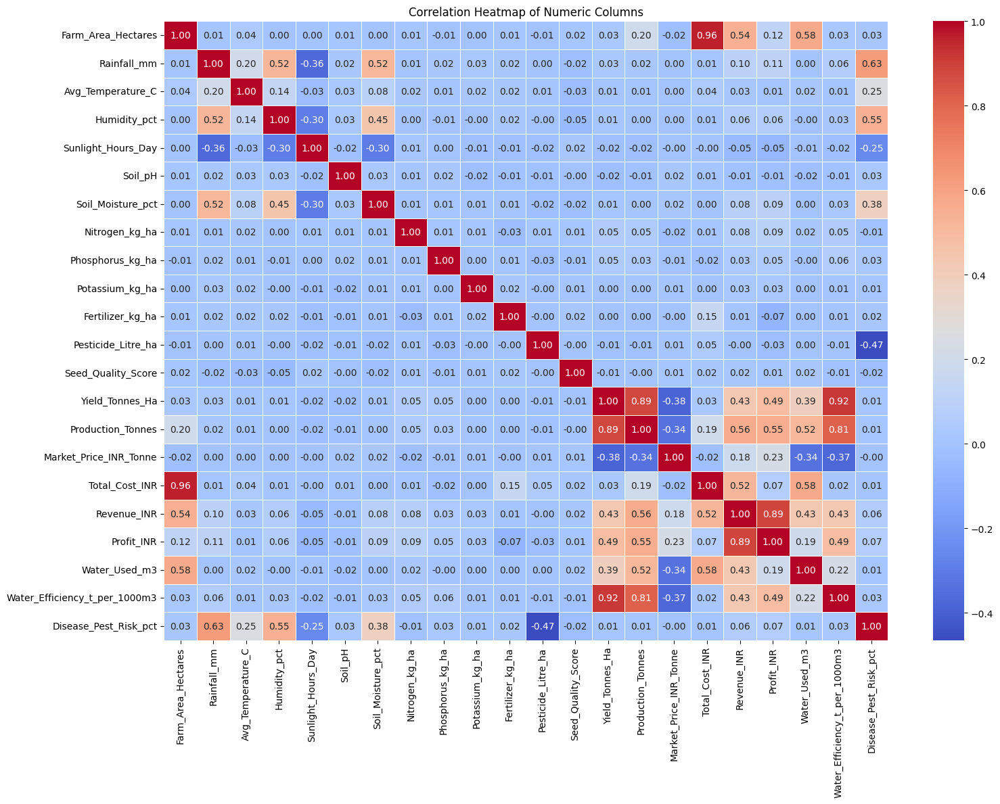 Correlation Heatmap of Numeric Columns
Farm_Area_Hectares 1.00 0.01 0.04 0.00 0.00 0.01 0.00 0.01 -0.01 0.00 0.01 -0.01 0.02 0.03 0.20 -0.02 0.96 0.54 0.12 0.58 0.03 0.03
Rainfall_mm 0.01 1.00 0.20 0.52 -0.36 0.02 0.52 0.01 0.02 0.03 0.02 0.00 -0.02 0.03 0.02 0.00 0.01 0.10 0.11 0.00 0.06 0.63
Avg_Temperature_C 0.04 0.20 1.00 0.14 -0.03 0.03 0.08 0.02 0.01 0.02 0.02 0.01 -0.03 0.01 0.01 0.00 0.04 0.03 0.01 0.02 0.01 0.25
Humidity_pct 0.00 0.52 0.14 1.00 -0.30 0.03 0.45 0.00 -0.01 -0.00 0.02 -0.00 -0.05 0.01 0.00 -0.00 0.01 0.06 0.06 -0.00 0.03 0.55
Sunlight_Hours_Day 0.00 -0.36 -0.03 -0.30 1.00 -0.02 -0.30 0.01 0.00 -0.01 -0.01 -0.02 0.02 -0.02 -0.02 -0.00 -0.00 -0.05 -0.05 -0.01 -0.02 -0.25
Soil_pH 0.01 0.02 0.03 0.03 -0.02 1.00 0.03 0.01 0.02 -0.02 -0.01 -0.01 -0.00 -0.02 -0.01 0.02 0.01 -0.01 -0.01 -0.02 -0.01 0.03
Soil_Moisture_pct 0.00 0.52 0.08 0.45 -0.30 0.03 1.00 0.01 0.01 0.01 0.01 -0.02 -0.02 0.01 0.00 0.02 0.00 0.08 0.09 0.00 0.03 0.38
Nitrogen_kg_ha 0.01 0.01 0.02 0.00 0.01 0.01 0.01 1.00 0.01 0.01 -0.03 0.01 0.01 0.05 0.05 -0.02 0.01 0.08 0.09 0.02 0.05 -0.01
Phosphorus_kg_ha -0.01 0.02 0.01 -0.01 0.00 0.02 0.01 0.01 1.00 0.00 0.01 -0.03 -0.01 0.05 0.03 -0.01 -0.02 0.03 0.05 -0.00 0.06 0.03
Potassium_kg_ha 0.00 0.03 0.02 -0.00 -0.01 -0.02 0.01 0.01 0.00 1.00 0.02 -0.00 0.01 0.00 0.00 0.01 0.00 0.03 0.03 0.00 0.01 0.01
Fertilizer_kg_ha 0.01 0.02 0.02 0.02 -0.01 -0.01 0.01 -0.03 0.01 0.02 1.00 -0.00 0.02 0.00 0.00 -0.00 0.15 0.01 -0.07 0.00 0.01 0.02
Pesticide_Litre_ha -0.01 0.00 0.01 -0.00 -0.02 -0.01 -0.02 0.01 -0.03 -0.00 -0.00 1.00 -0.00 -0.01 -0.01 0.01 0.05 -0.00 -0.03 0.00 -0.01 -0.47
Seed_Quality_Score 0.02 -0.02 -0.03 -0.05 0.02 -0.00 -0.02 0.01 -0.01 0.01 0.02 -0.00 1.00 -0.01 -0.00 0.01 0.02 0.02 0.01 0.02 -0.01 -0.02
Yield_Tonnes_Ha 0.03 0.03 0.01 0.01 -0.02 -0.02 0.01 0.05 0.05 0.00 0.00 -0.01 -0.01 1.00 0.89 -0.38 0.03 0.43 0.49 0.39 0.92 0.01
Production_Tonnes 0.20 0.02 0.01 0.00 -0.02 -0.01 0.00 0.05 0.03 0.00 0.00 -0.01 -0.00 0.89 1.00 -0.34 0.19 0.56 0.55 0.52 0.81 0.01
Market_Price_INR_Tonne -0.02 0.00 0.00 -0.00 -0.00 0.02 0.02 -0.02 -0.01 0.01 -0.00 0.01 0.01 -0.38 -0.34 1.00 -0.02 0.18 0.23 -0.34 -0.37 -0.00
Total_Cost_INR 0.96 0.01 0.04 0.01 -0.00 0.01 0.00 0.01 -0.02 0.00 0.15 0.05 0.02 0.03 0.19 -0.02 1.00 0.52 0.07 0.58 0.02 0.01
Revenue_INR 0.54 0.10 0.03 0.06 -0.05 -0.01 0.08 0.08 0.03 0.03 0.01 -0.00 0.02 0.43 0.56 0.18 0.52 1.00 0.89 0.43 0.43 0.06
Profit_INR 0.12 0.11 0.01 0.06 -0.05 -0.01 0.09 0.09 0.05 0.03 -0.07 -0.03 0.01 0.49 0.55 0.23 0.07 0.89 1.00 0.19 0.49 0.07
Water_Used_m3 0.58 0.00 0.02 -0.00 -0.01 -0.02 0.00 0.02 -0.00 0.00 0.00 0.00 0.02 0.39 0.52 -0.34 0.58 0.43 0.19 1.00 0.22 0.01
Water_Efficiency_t_per_1000m3 0.03 0.06 0.01 0.03 -0.02 -0.01 0.03 0.05 0.06 0.01 0.01 -0.01 -0.01 0.92 0.81 -0.37 0.02 0.43 0.49 0.22 1.00 0.03
Disease_Pest_Risk_pct 0.03 0.63 0.25 0.55 -0.25 0.03 0.38 -0.01 0.03 0.01 0.02 -0.47 -0.02 0.01 0.01 -0.00 0.01 0.06 0.07 0.01 0.03 1.00
Farm_Area_Hectares
Rainfall_mm
Avg_Temperature_C
Humidity_pct
Sunlight_Hours_Day
Soil_pH
Soil_Moisture_pct
Nitrogen_kg_ha
Phosphorus_kg_ha
Potassium_kg_ha
Fertilizer_kg_ha
Pesticide_Litre_ha
Seed_Quality_Score
Yield_Tonnes_Ha
Production_Tonnes
Market_Price_INR_Tonne
Total_Cost_INR
Revenue_INR
Profit_INR
Water_Used_m3
Water_Efficiency_t_per_1000m3
Disease_Pest_Risk_pct
1.0
0.8
0.6
0.4
0.2
0.0
−0.2
−0.4